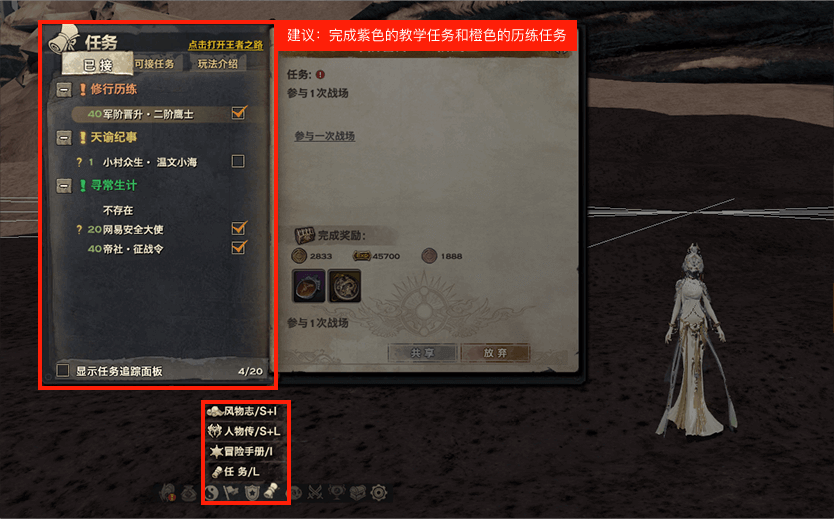 建议：完成紫色的教学任务和橙色的历练任务
任务
点击打开王者之路
已接
可接任务
玩法介绍
修行历练
40军阶晋升·二阶鹰士
天谕纪事
? 1 小村众生· 温文小海
寻常生计
不存在
? 20网易安全大使
40帝社·征战令
显示任务追踪面板
4/20
任务:
参与1次战场
参与一次战场
完成奖励:
2833
45700
1888
参与1次战场
共享
放弃
风物志/S+I
人物传/S+L
冒险手册/I
任 务/L